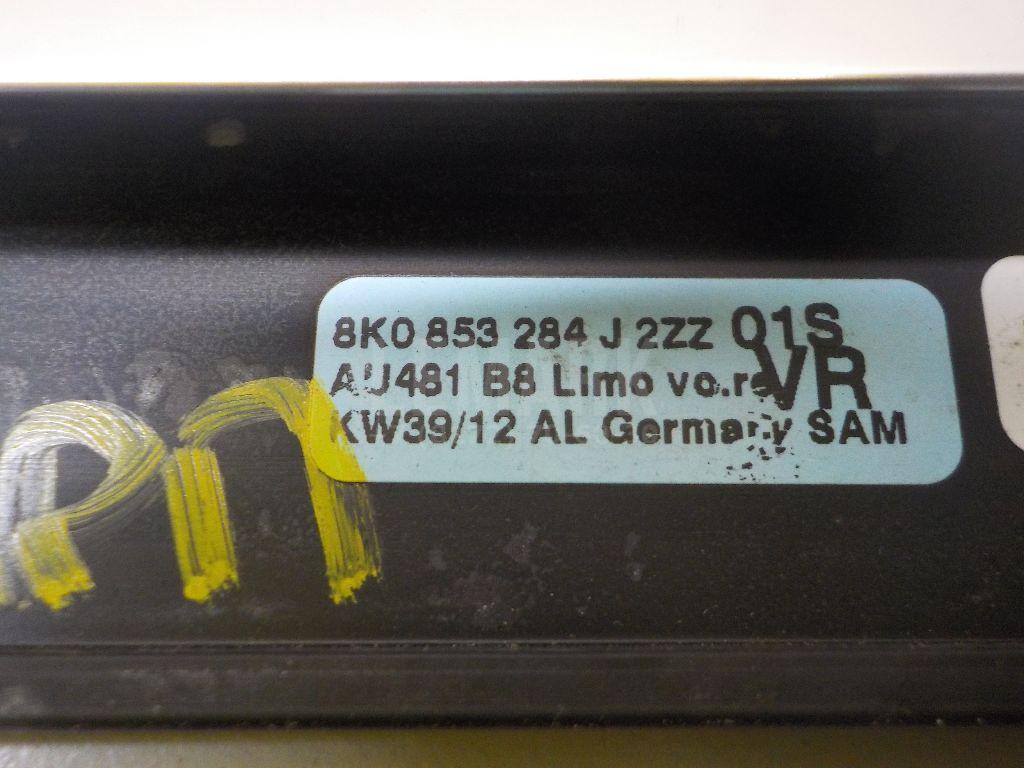 8K0 853 284 J 2ZZ 01S
AU481 B8 Limo vo.re VR
KW39/12 AL Germany SAM